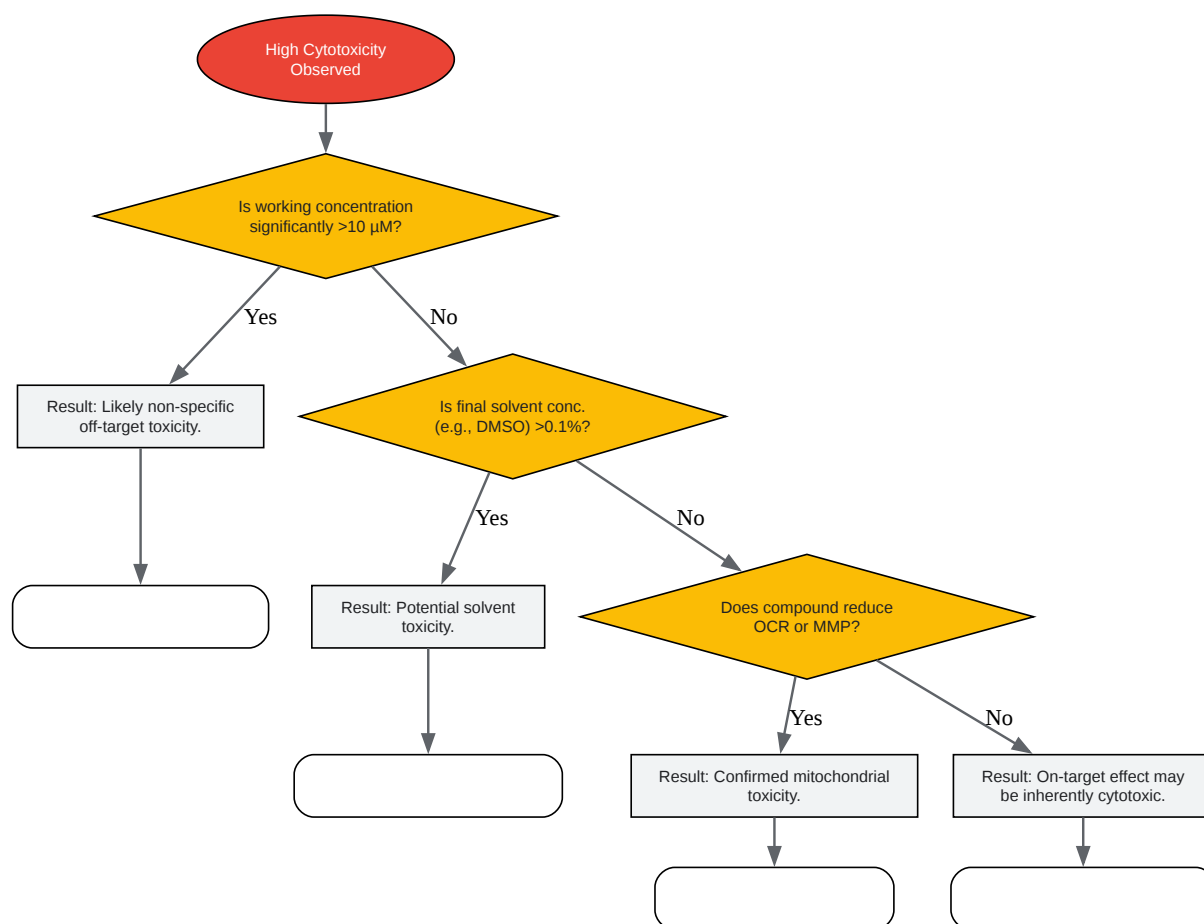 High Cytotoxicity
Observed
Is working concentration
significantly >10 µM?
Yes
No
Result: Likely non-specific
off-target toxicity.
Is final solvent conc.
(e.g., DMSO) >0.1%?
Yes
No
Result: Potential solvent
toxicity.
Does compound reduce
OCR or MMP?
Yes
No
Result: Confirmed mitochondrial
toxicity.
Result: On-target effect may
be inherently cytotoxic.